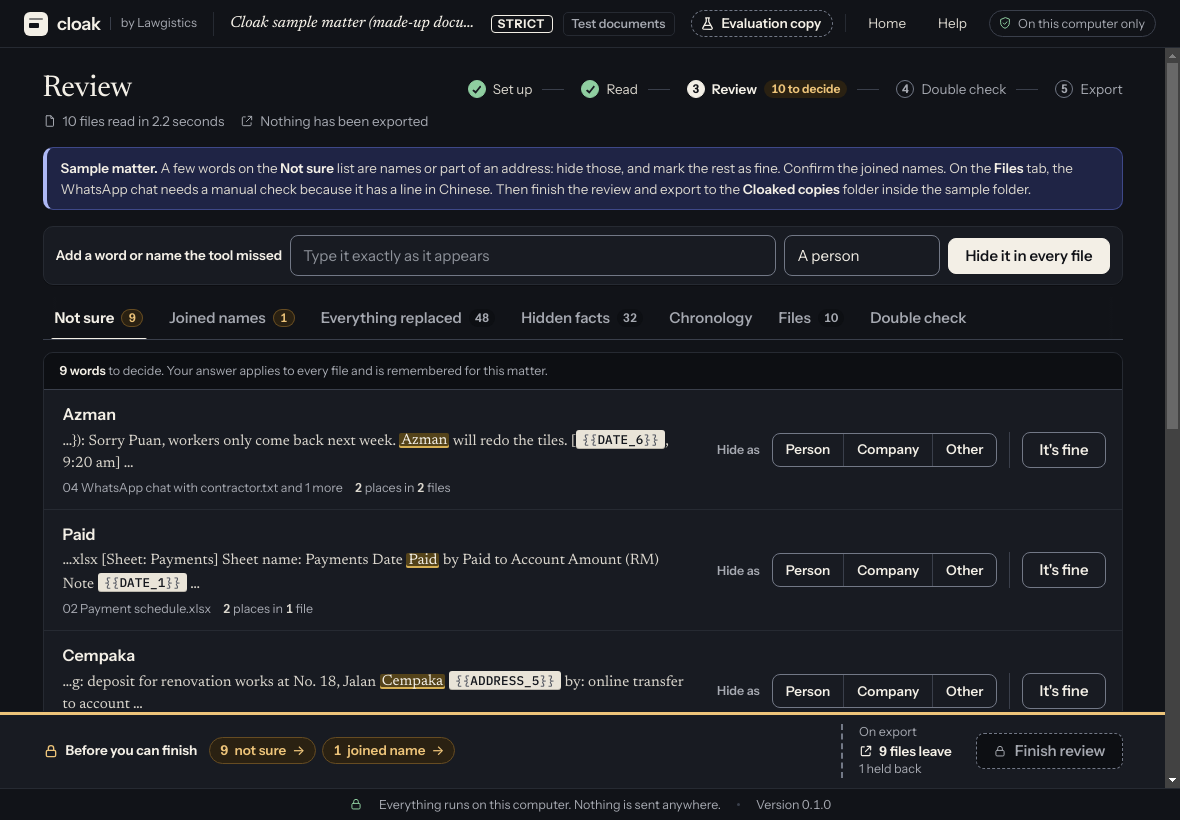 cloak
by Lawgistics
Cloak sample matter (made-up docu...
STRICT
Test documents
Evaluation copy
Home
Help
On this computer only
Review
Set up
Read
3 Review 10 to decide
4 Double check
5 Export
10 files read in 2.2 seconds
Nothing has been exported
Sample matter. A few words on the Not sure list are names or part of an address: hide those, and mark the rest as fine. Confirm the joined names. On the Files tab, the
WhatsApp chat needs a manual check because it has a line in Chinese. Then finish the review and export to the Cloaked copies folder inside the sample folder.
Add a word or name the tool missed
Type it exactly as it appears
A person
Hide it in every file
Not sure 9
Joined names 1
Everything replaced 48
Hidden facts 32
Chronology
Files 10
Double check
9 words to decide. Your answer applies to every file and is remembered for this matter.
Azman
...}): Sorry Puan, workers only come back next week. Azman will redo the tiles. [{{DATE_6}},
9:20 am] ...
04 WhatsApp chat with contractor.txt and 1 more 2 places in 2 files
Hide as
Person
Company
Other
It's fine
Paid
...xlsx [Sheet: Payments] Sheet name: Payments Date Paid by Paid to Account Amount (RM)
Note {{DATE_1}} ...
02 Payment schedule.xlsx 2 places in 1 file
Hide as
Person
Company
Other
It's fine
Cempaka
...g: deposit for renovation works at No. 18, Jalan Cempaka {{ADDRESS_5}} by: online transfer
to account ...
Hide as
Person
Company
Other
It's fine
Before you can finish
9 not sure →
1 joined name →
On export
9 files leave
1 held back
Finish review
Everything runs on this computer. Nothing is sent anywhere.
Version 0.1.0